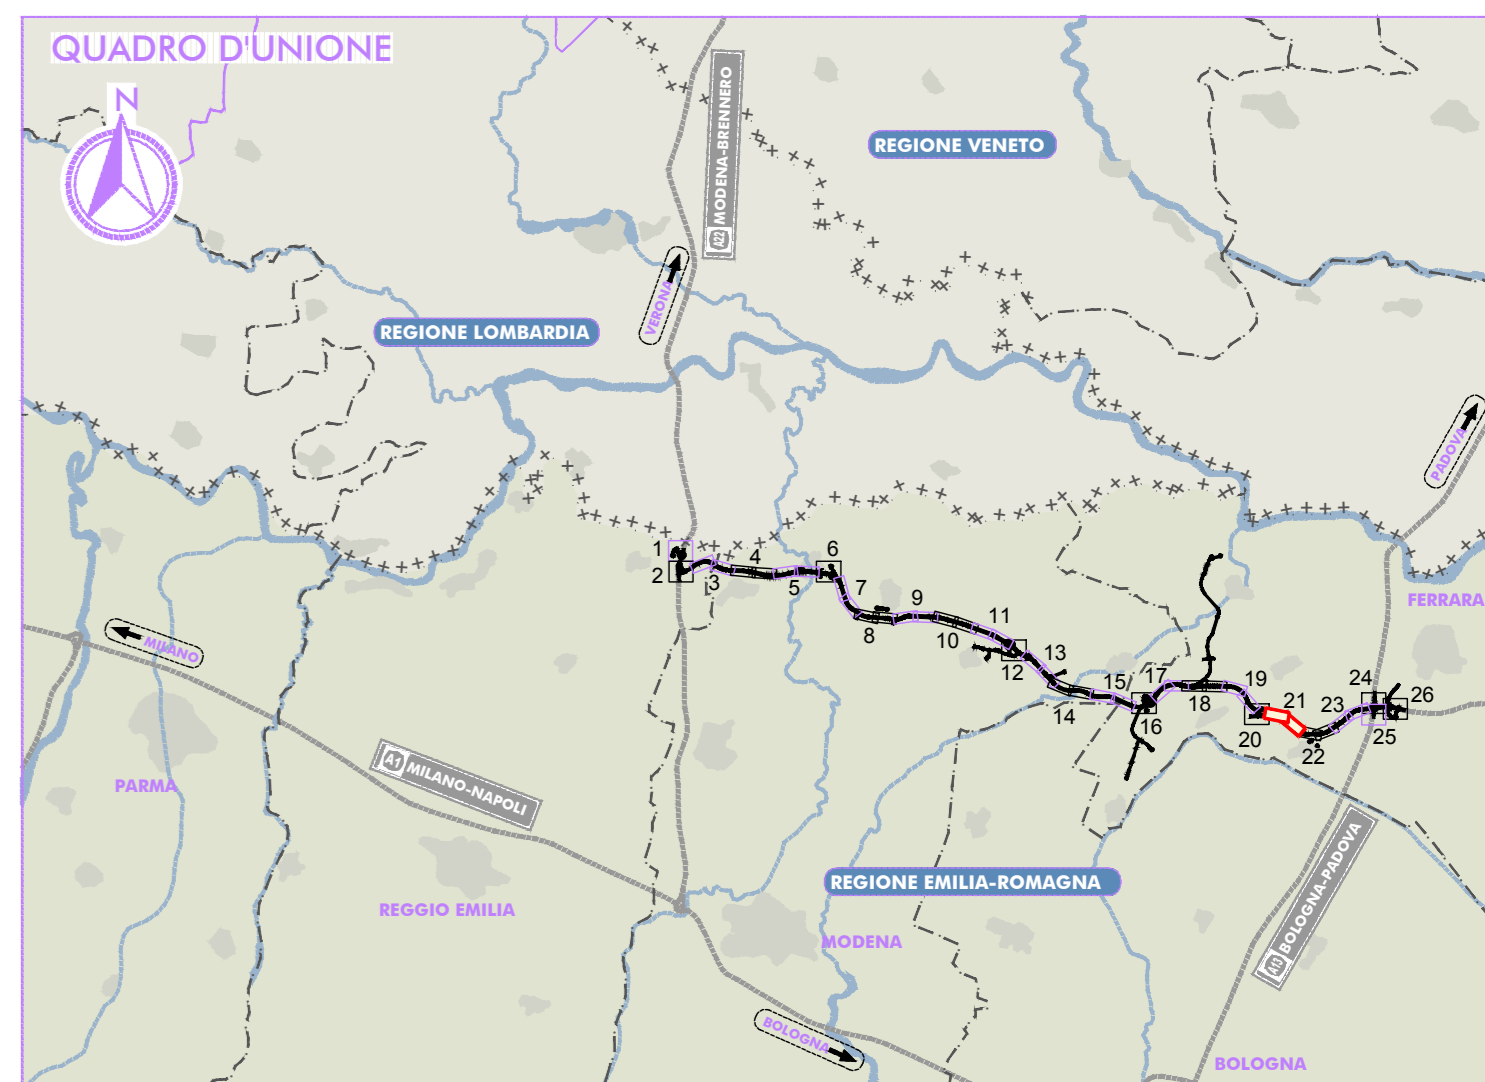 QUADRO D'UNIONE
N
A22 MODENA-BRENNERO
REGIONE VENETO
VERONA
REGIONE LOMBARDIA
PADOVA
1
2
3
4
5
6
7
8
9
10
11
12
13
14
15
16
17
18
19
20
21
22
23
24
25
26
FERRARA
MILANO
A1 MILANO-NAPOLI
PARMA
REGGIO EMILIA
REGIONE EMILIA-ROMAGNA
MODENA
A13 BOLOGNA-PADOVA
BOLOGNA
BOLOGNA